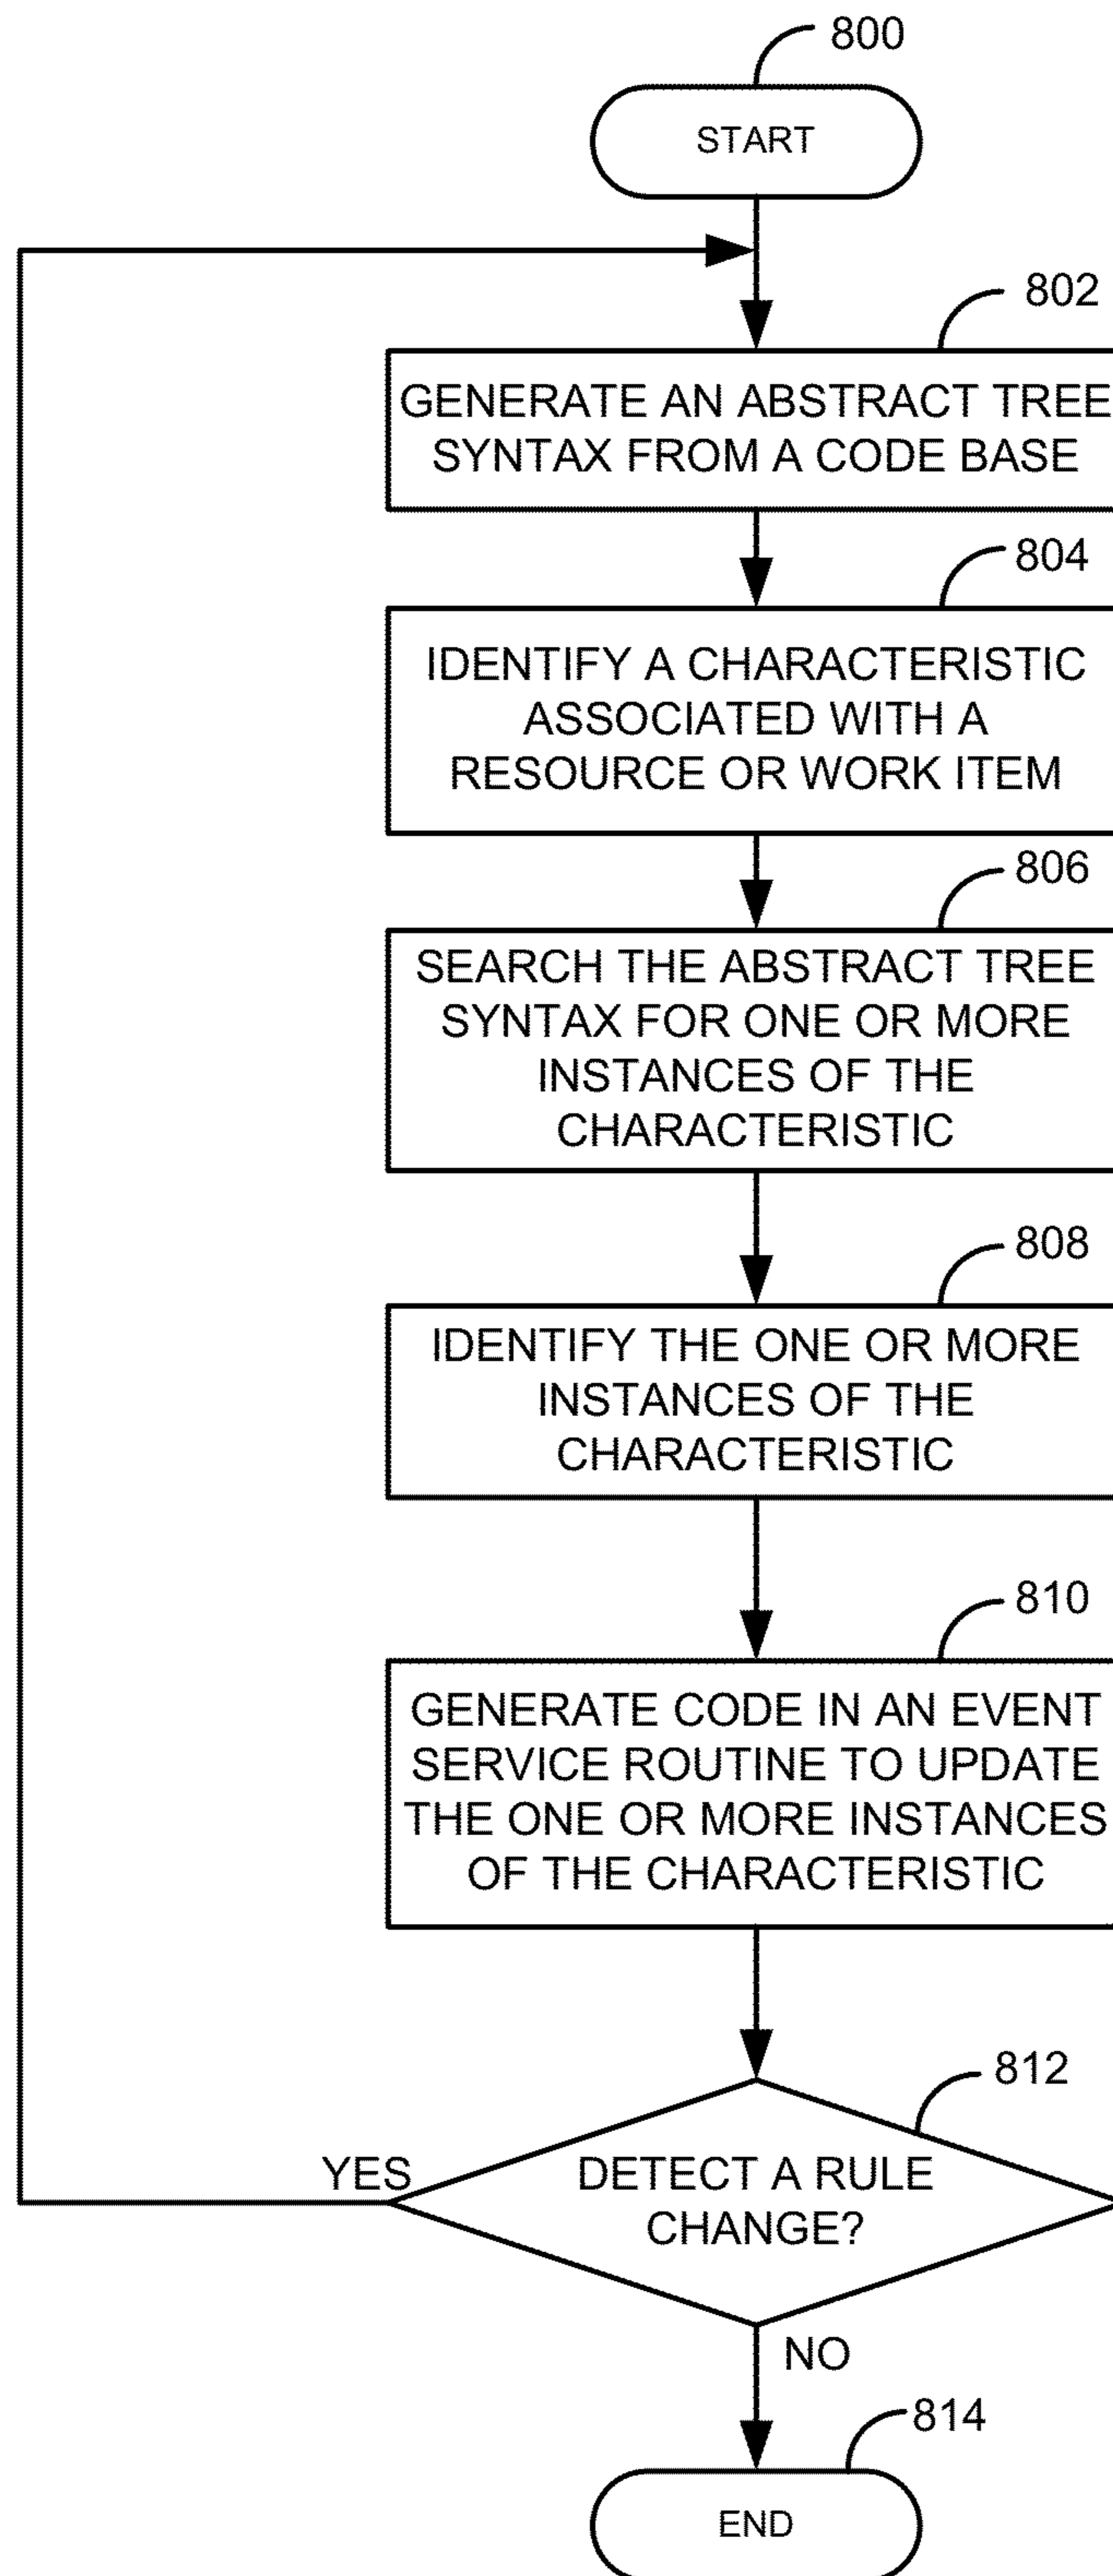 800
START
802
GENERATE AN ABSTRACT TREE
SYNTAX FROM A CODE BASE
804
IDENTIFY A CHARACTERISTIC
ASSOCIATED WITH A
RESOURCE OR WORK ITEM
806
SEARCH THE ABSTRACT TREE
SYNTAX FOR ONE OR MORE
INSTANCES OF THE
CHARACTERISTIC
808
IDENTIFY THE ONE OR MORE
INSTANCES OF THE
CHARACTERISTIC
810
GENERATE CODE IN AN EVENT
SERVICE ROUTINE TO UPDATE
THE ONE OR MORE INSTANCES
OF THE CHARACTERISTIC
812
YES
DETECT A RULE
CHANGE?
NO
814
END